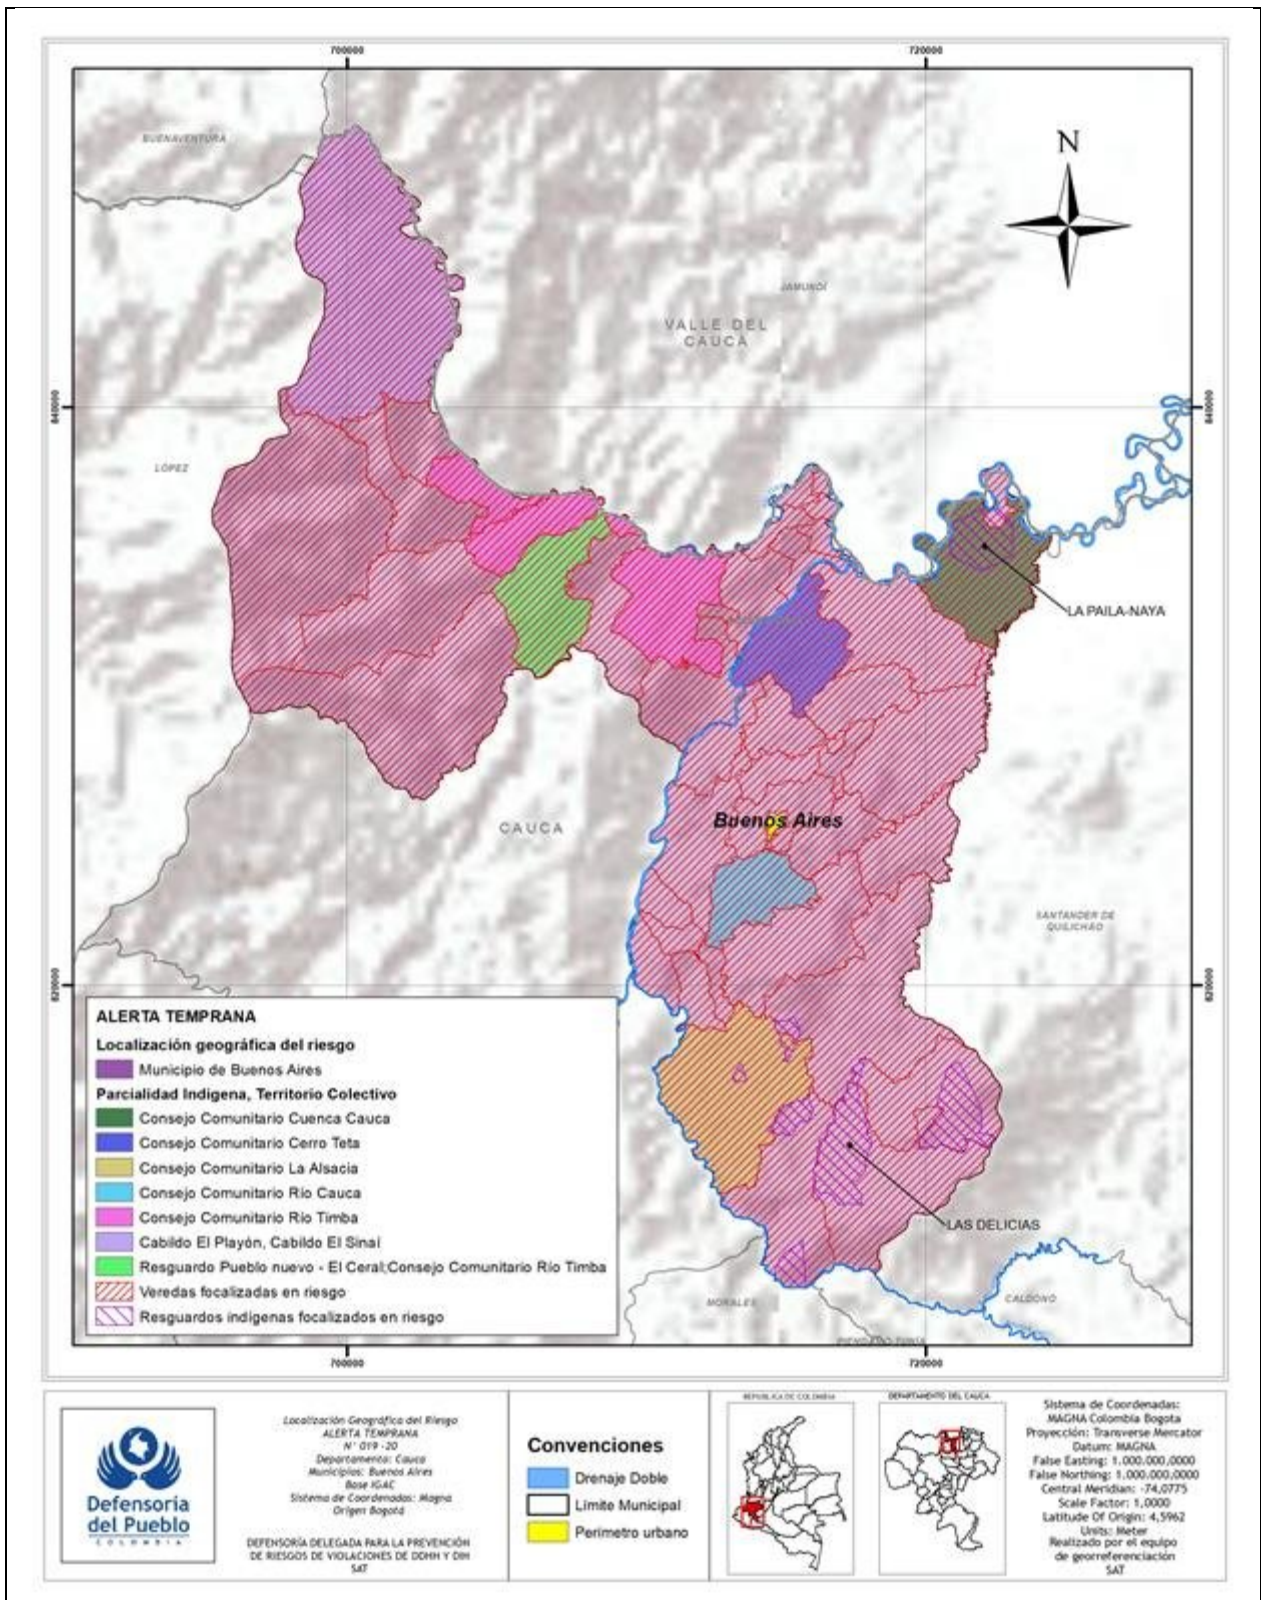 700000
720000
BUENAVENTURA
N
JAMUNDÍ
VALLE DEL
CAUCA
840000
840000
LÓPEZ
LA PAILA-NAYA
CAUCA
Buenos Aires
SANTANDER DE
QUILICHAO
820000
820000
ALERTA TEMPRANA
Localización geográfica del riesgo
Municipio de Buenos Aires
Parcialidad Indigena, Territorio Colectivo
Consejo Comunitario Cuenca Cauca
Consejo Comunitario Cerro Teta
Consejo Comunitario La Alsacia
Consejo Comunitario Río Cauca
Consejo Comunitario Río Timba
Cabildo El Playón, Cabildo El Sinaí
Resguardo Pueblo nuevo - El Ceral;Consejo Comunitario Río Timba
Veredas focalizadas en riesgo
Resguardos indígenas focalizados en riesgo
LAS DELICIAS
MORALES
CALDONO
700000
720000
Defensoría
del Pueblo
COLOMBIA
Localización Geográfica del Riesgo
ALERTA TEMPRANA
N° 019 -20
Departamento: Cauca
Municipios: Buenos Aires
Base IGAC
Sistema de Coordenadas: Magna
Origen Bogotá
DEFENSORÍA DELEGADA PARA LA PREVENCIÓN
DE RIESGOS DE VIOLACIONES DE DDHH Y DIH
SAT
Convenciones
Drenaje Doble
Límite Municipal
Perímetro urbano
REPUBLICA DE COLOMBIA
DEPARTAMENTO DEL CAUCA
Sistema de Coordenadas:
MAGNA Colombia Bogota
Proyección: Transverse Mercator
Datum: MAGNA
False Easting: 1.000.000,0000
False Northing: 1.000.000,0000
Central Meridian: -74,0775
Scale Factor: 1,0000
Latitude Of Origin: 4,5962
Units: Meter
Realizado por el equipo
de georreferenciación
SAT